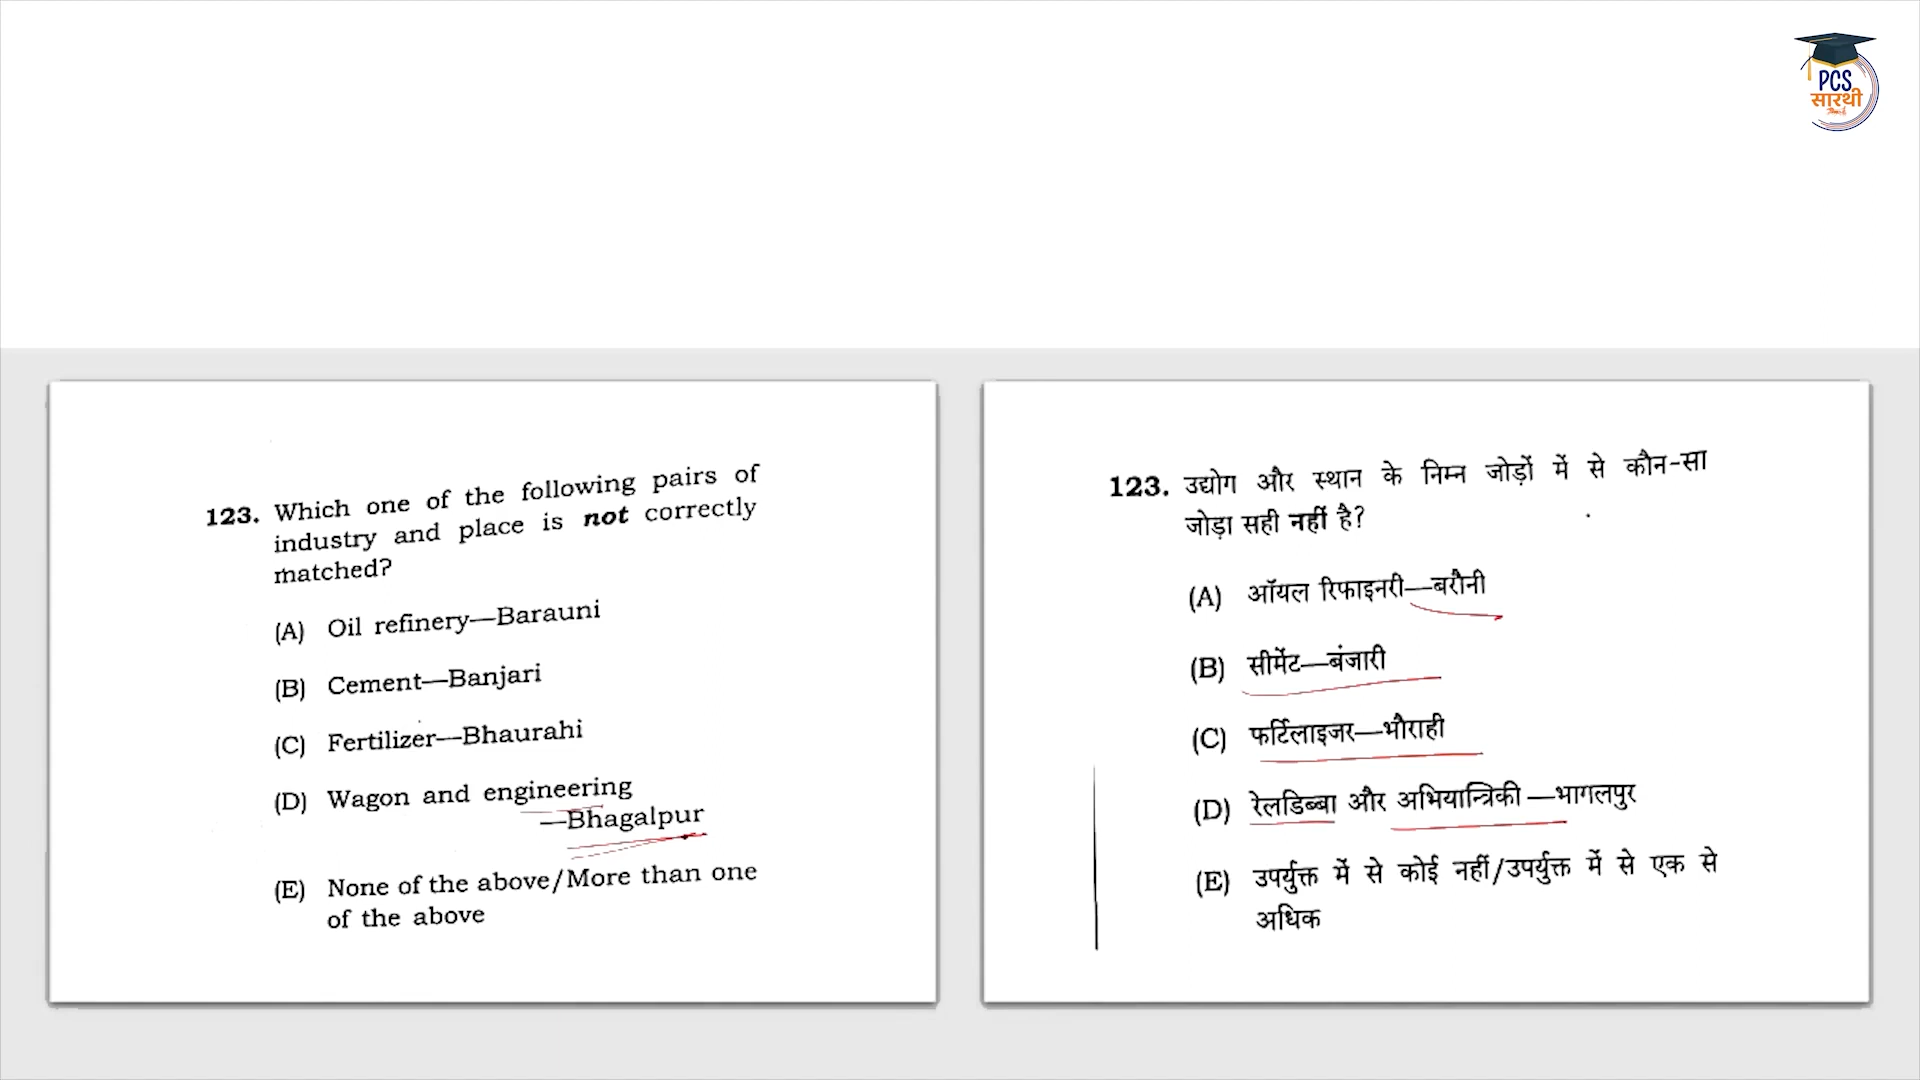 PCS
सारथी
123. Which one of the following pairs of
industry and place is not correctly
matched?
(A) Oil refinery—Barauni
(B) Cement—Banjari
(C) Fertilizer—Bhaurahi
(D) Wagon and engineering
—Bhagalpur
(E) None of the above/More than one
of the above
123. उद्योग और स्थान के निम्न जोड़ों में से कौन-सा
जोड़ा सही नहीं है?
(A) ऑयल रिफाइनरी—बरौनी
(B) सीमेंट—बंजारी
(C) फर्टिलाइजर—भौराही
(D) रेलडिब्बा और अभियान्त्रिकी—भागलपुर
(E) उपर्युक्त में से कोई नहीं/उपर्युक्त में से एक से
अधिक